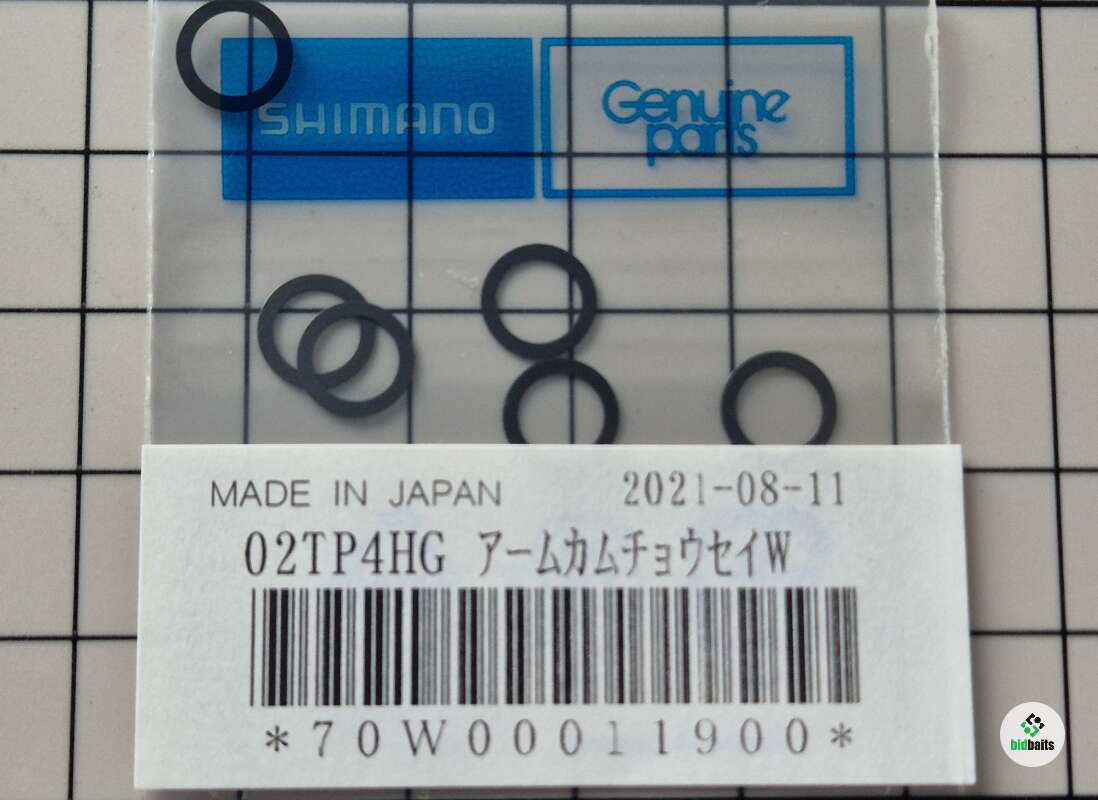 SHIMANO
Genuine
parts
MADE IN JAPAN 2021-08-11
02TP4HG アームカムチョウセイW
*70W00011900*
bidbaits